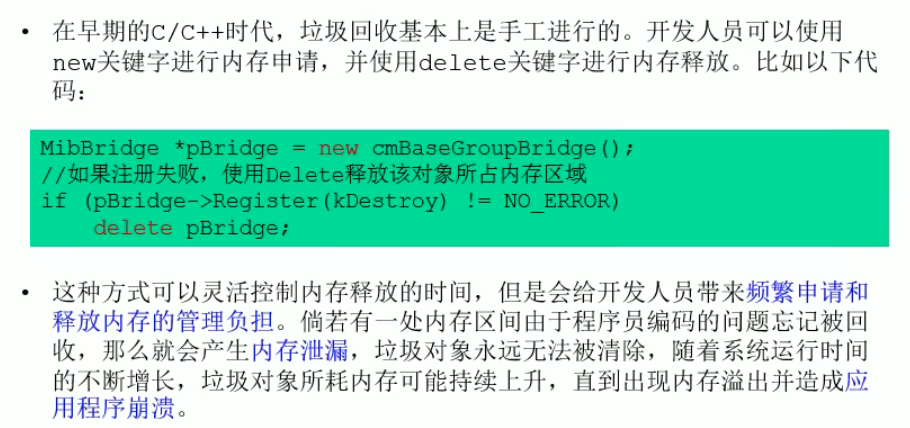 • 在早期的C/C++时代，垃圾回收基本上是手工进行的。开发人员可以使用
new关键字进行内存申请，并使用delete关键字进行内存释放。比如以下代
码：
MibBridge *pBridge = new cmBaseGroupBridge();
//如果注册失败，使用Delete释放该对象所占内存区域
if (pBridge->Register(kDestroy) != NO_ERROR)
    delete pBridge;
• 这种方式可以灵活控制内存释放的时间，但是会给开发人员带来频繁申请和
释放内存的管理负担。倘若有一处内存区间由于程序员编码的问题忘记被回
收，那么就会产生内存泄漏，垃圾对象永远无法被清除，随着系统运行时间
的不断增长，垃圾对象所耗内存可能持续上升，直到出现内存溢出并造成应
用程序崩溃。